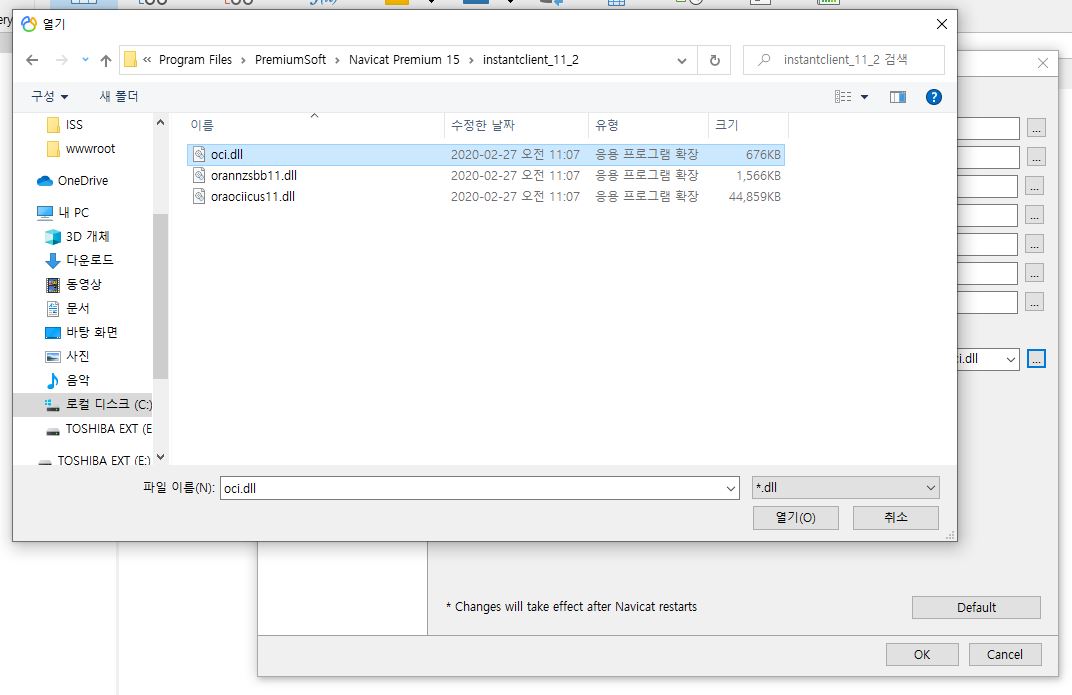 열기
« Program Files › PremiumSoft › Navicat Premium 15 › instantclient_11_2
instantclient_11_2 검색
구성 새 폴더
이름 수정한 날짜 유형 크기
oci.dll 2020-02-27 오전 11:07 응용 프로그램 확장 676KB
orannzsbb11.dll 2020-02-27 오전 11:07 응용 프로그램 확장 1,566KB
oraociicus11.dll 2020-02-27 오전 11:07 응용 프로그램 확장 44,859KB
ISS
wwwroot
OneDrive
내 PC
3D 개체
다운로드
동영상
문서
바탕 화면
사진
음악
로컬 디스크 (C:)
TOSHIBA EXT (E
TOSHIBA EXT (E:)
파일 이름(N): oci.dll
*.dll
열기(O) 취소
...
...
...
...
...
...
...
ci.dll ...
* Changes will take effect after Navicat restarts
Default
OK Cancel